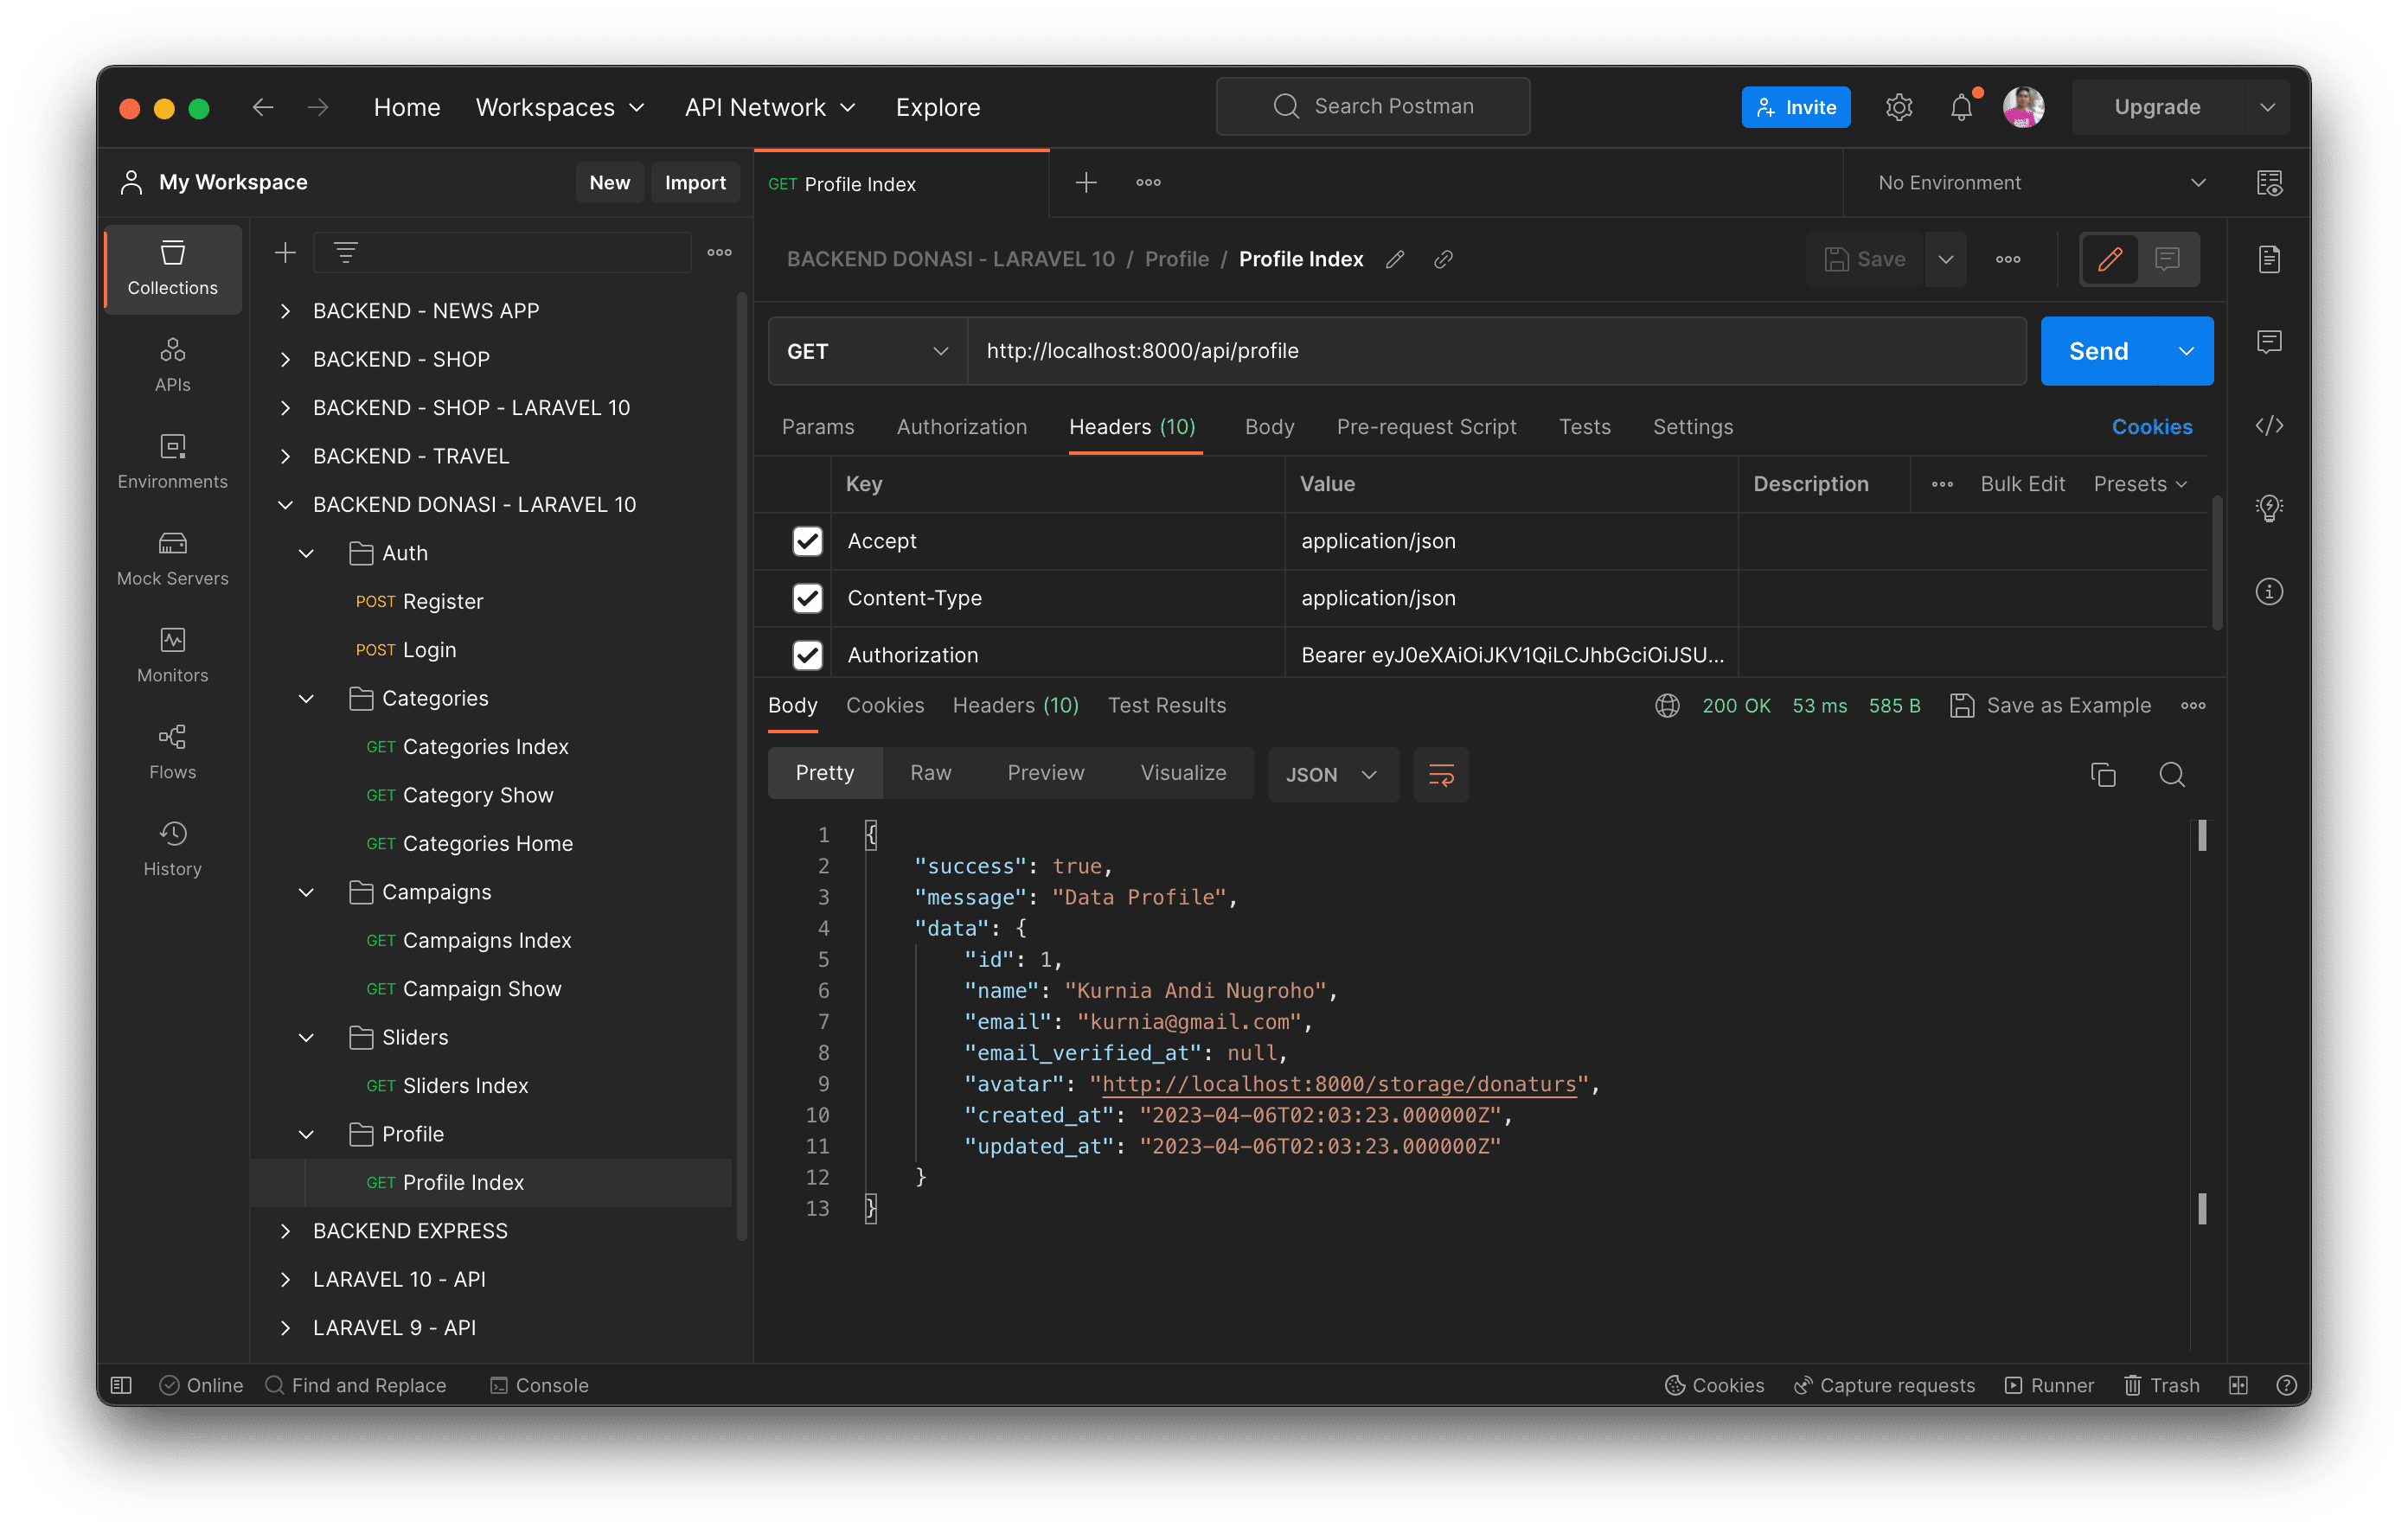 Home Workspaces API Network Explore Search Postman Invite Upgrade
My Workspace New Import
GET Profile Index No Environment
Collections
APIs
Environments
Mock Servers
Monitors
Flows
History
BACKEND - NEWS APP
BACKEND - SHOP
BACKEND - SHOP - LARAVEL 10
BACKEND - TRAVEL
BACKEND DONASI - LARAVEL 10
Auth
POST Register
POST Login
Categories
GET Categories Index
GET Category Show
GET Categories Home
Campaigns
GET Campaigns Index
GET Campaign Show
Sliders
GET Sliders Index
Profile
GET Profile Index
BACKEND EXPRESS
LARAVEL 10 - API
LARAVEL 9 - API
BACKEND DONASI - LARAVEL 10 / Profile / Profile Index Save
GET http://localhost:8000/api/profile Send
Params Authorization Headers (10) Body Pre-request Script Tests Settings Cookies
Key Value Description Bulk Edit Presets
Accept application/json
Content-Type application/json
Authorization Bearer eyJ0eXAiOiJKV1QiLCJhbGciOiJSU...
Body Cookies Headers (10) Test Results 200 OK 53 ms 585 B Save as Example
Pretty Raw Preview Visualize JSON
1 {
2 "success": true,
3 "message": "Data Profile",
4 "data": {
5 "id": 1,
6 "name": "Kurnia Andi Nugroho",
7 "email": "kurnia@gmail.com",
8 "email_verified_at": null,
9 "avatar": "http://localhost:8000/storage/donaturs",
10 "created_at": "2023-04-06T02:03:23.000000Z",
11 "updated_at": "2023-04-06T02:03:23.000000Z"
12 }
13 }
Online Find and Replace Console Cookies Capture requests Runner Trash